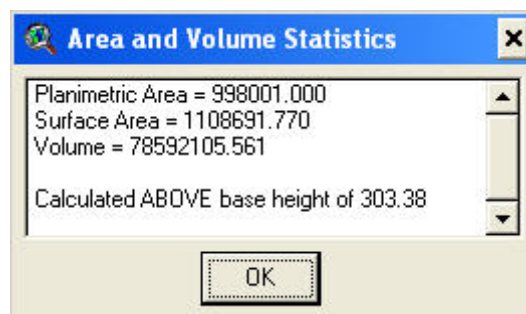 Area and Volume Statistics
Planimetric Area = 998001.000
Surface Area = 1108691.770
Volume = 78592105.561
Calculated ABOVE base height of 303.38
OK